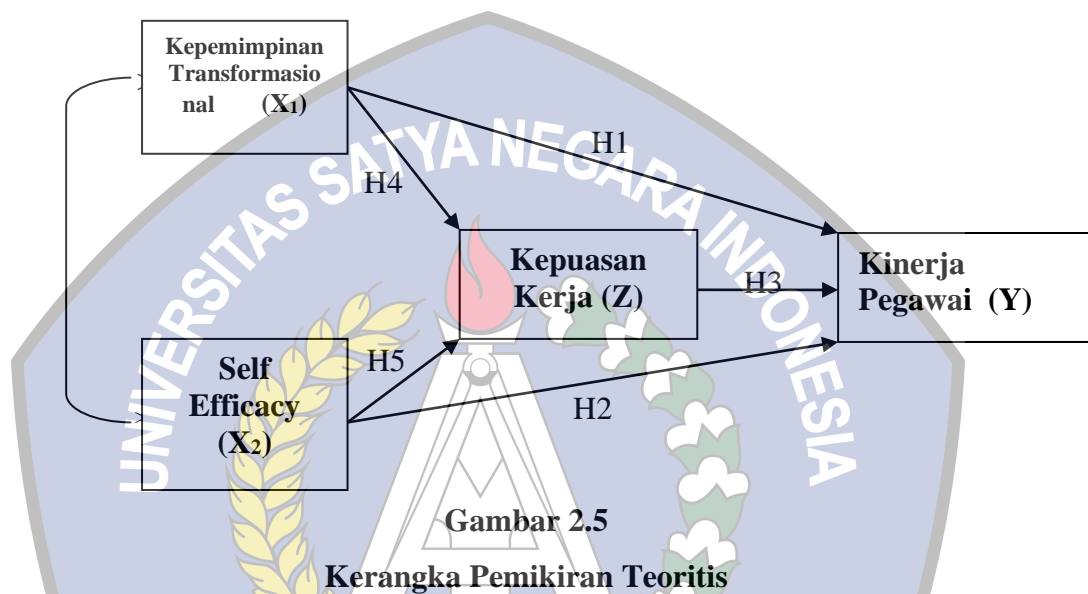 Kepemimpinan
Transformasio
nal (X1)
H1
H4
Kepuasan
Kerja (Z)
H3
Kinerja
Pegawai (Y)
Self
Efficacy
(X2)
H5
H2
UNIVERSITAS SATYA NEGARA INDONESIA
Gambar 2.5
Kerangka Pemikiran Teoritis